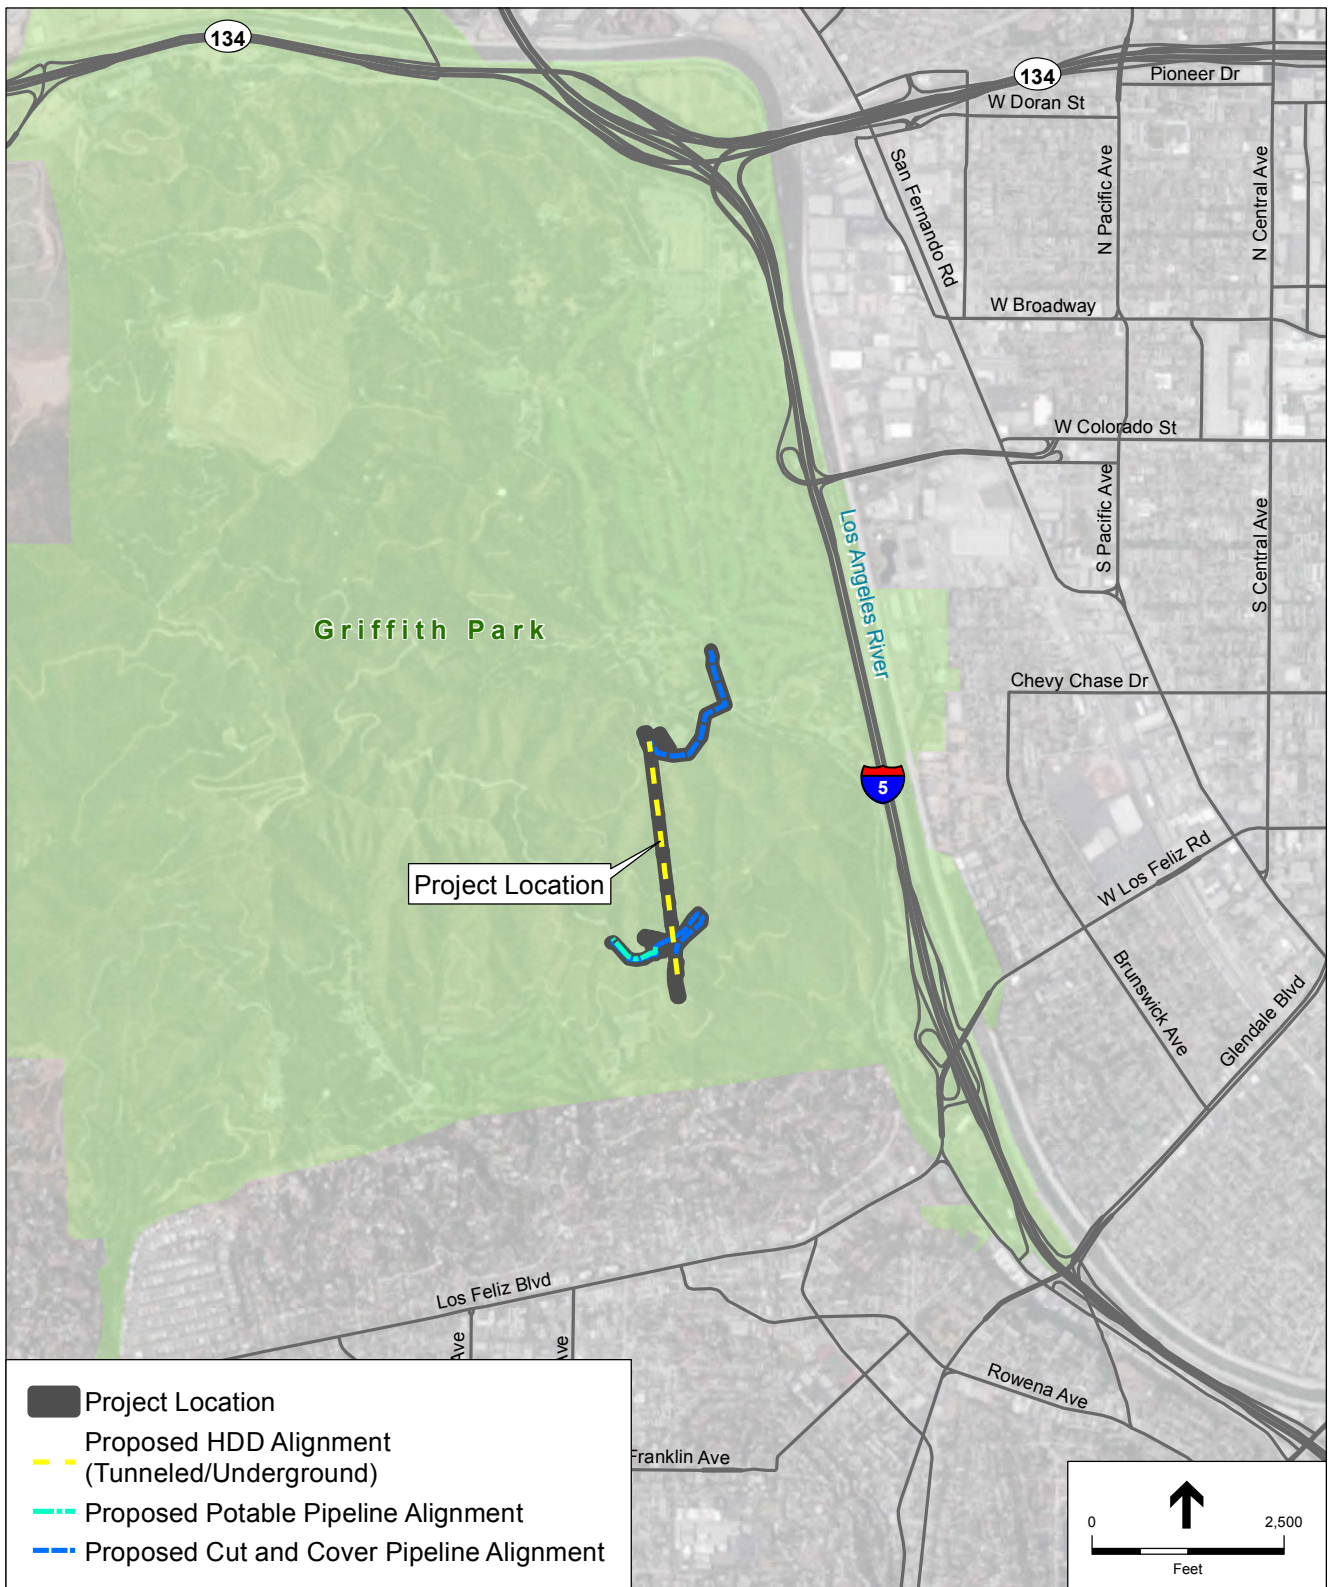 134
134
Pioneer Dr
W Doran St
San Fernando Rd
N Pacific Ave
N Central Ave
W Broadway
W Colorado St
S Pacific Ave
S Central Ave
Los Angeles River
Griffith Park
Chevy Chase Dr
5
Project Location
W Los Feliz Rd
Brunswick Ave
Glendale Blvd
Los Feliz Blvd
Ave
Ave
Rowena Ave
Franklin Ave
Project Location
Proposed HDD Alignment
(Tunneled/Underground)
Proposed Potable Pipeline Alignment
Proposed Cut and Cover Pipeline Alignment
0 2,500
Feet